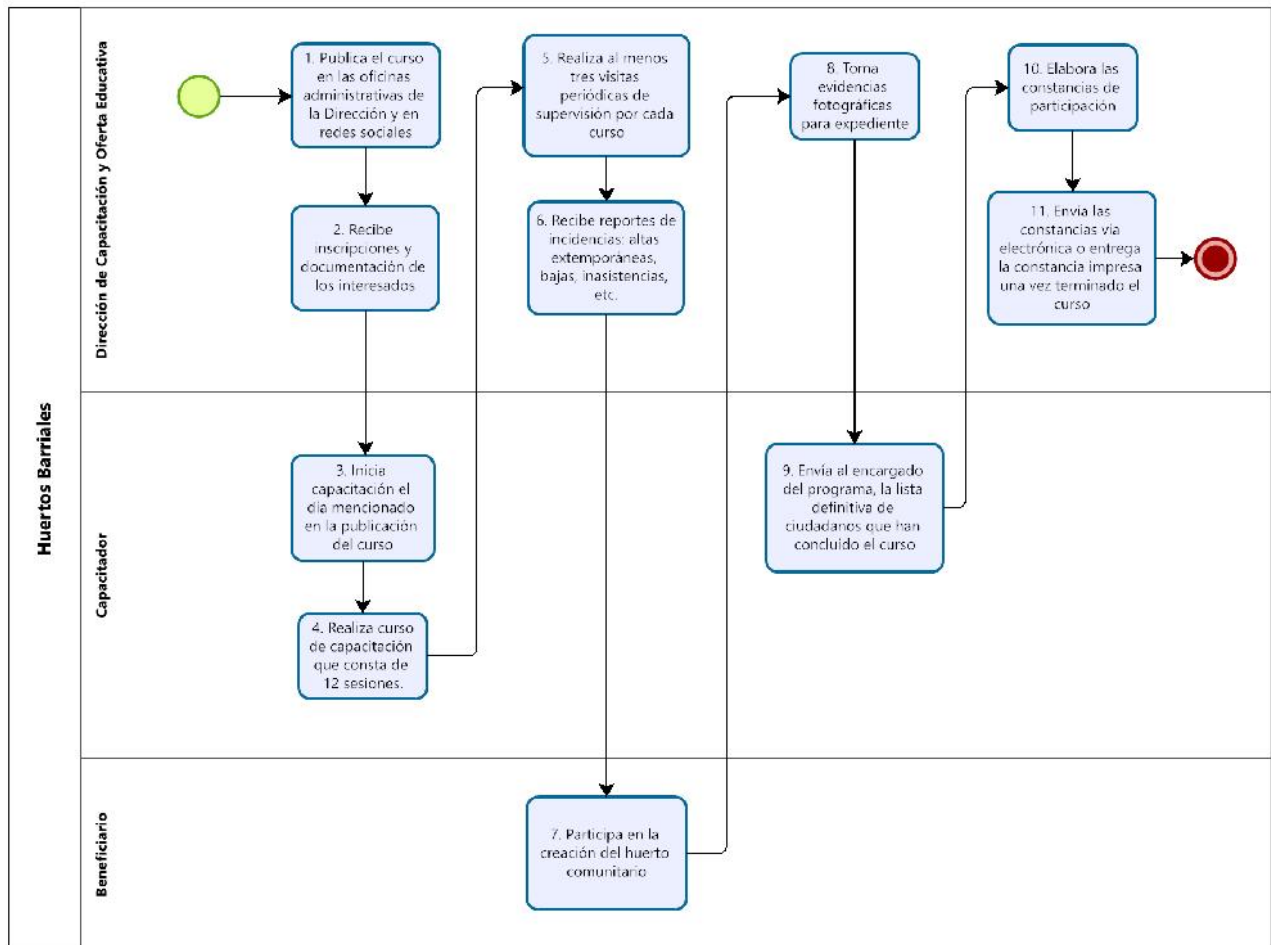 Huertos Barriales
Dirección de Capacitación y Oferta Educativa
1. Publica el curso
en las oficinas
administrativas de
la Dirección y en
redes sociales
2. Recibe
inscripciones y
documentación de
los interesados
5. Realiza al menos
tres visitas
periódicas de
supervisión por cada
curso
6. Recibe reportes de
incidencias: altas
extemporáneas,
bajas, inasistencias,
etc.
8. Toma
evidencias
fotográficas
para expediente
10. Elabora las
constancias de
participación
11. Envía las
constancias vía
electrónica o entrega
la constancia impresa
una vez terminado el
curso
Capacitador
3. Inicia
capacitación el
día mencionado
en la publicación
del curso
4. Realiza curso
de capacitación
que consta de
12 sesiones.
9. Envía al encargado
del programa, la lista
definitiva de
ciudadanos que han
concluido el curso
Beneficiario
7. Participa en la
creación del huerto
comunitario